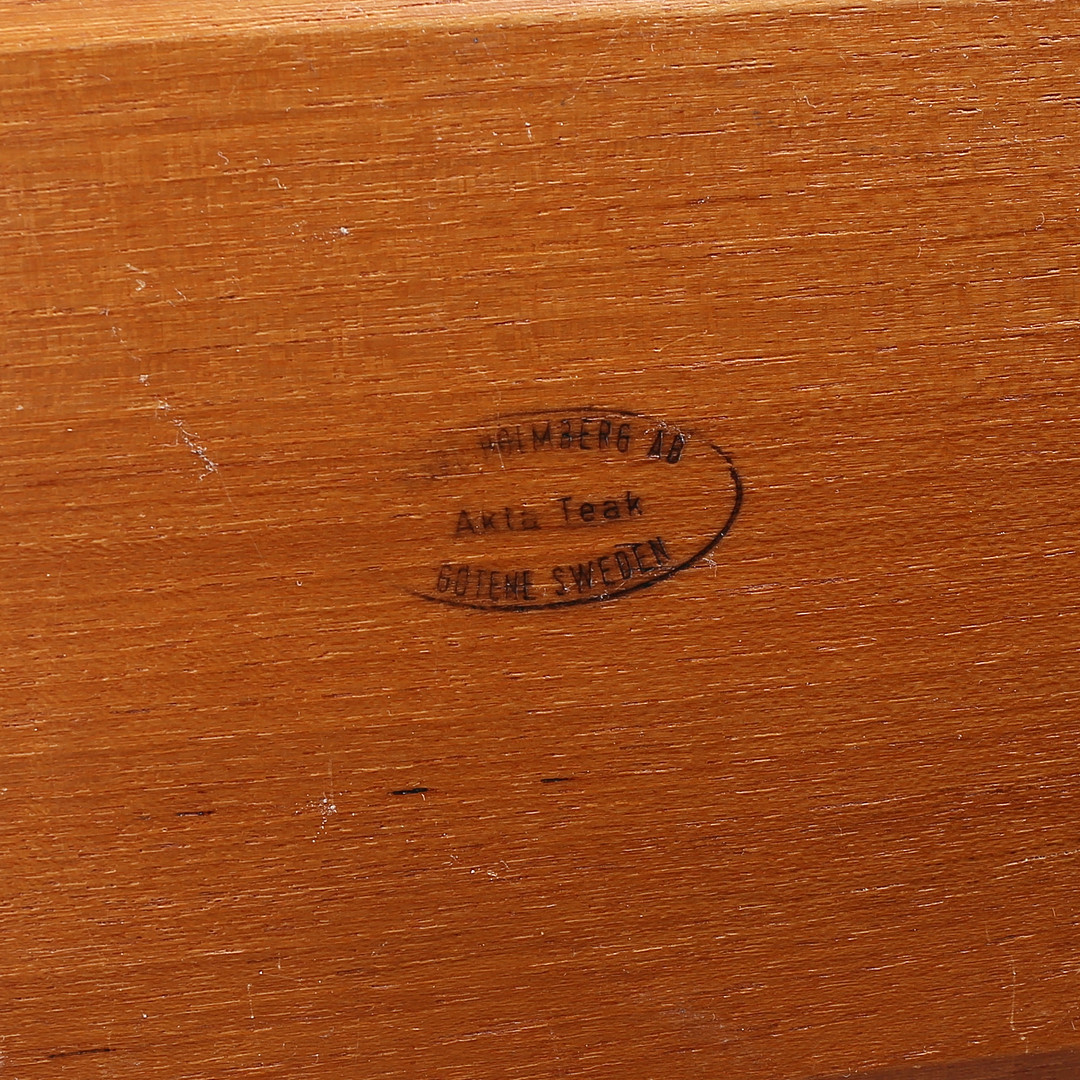 HOLMBERG AB
Äkta Teak
GÖTENE SWEDEN